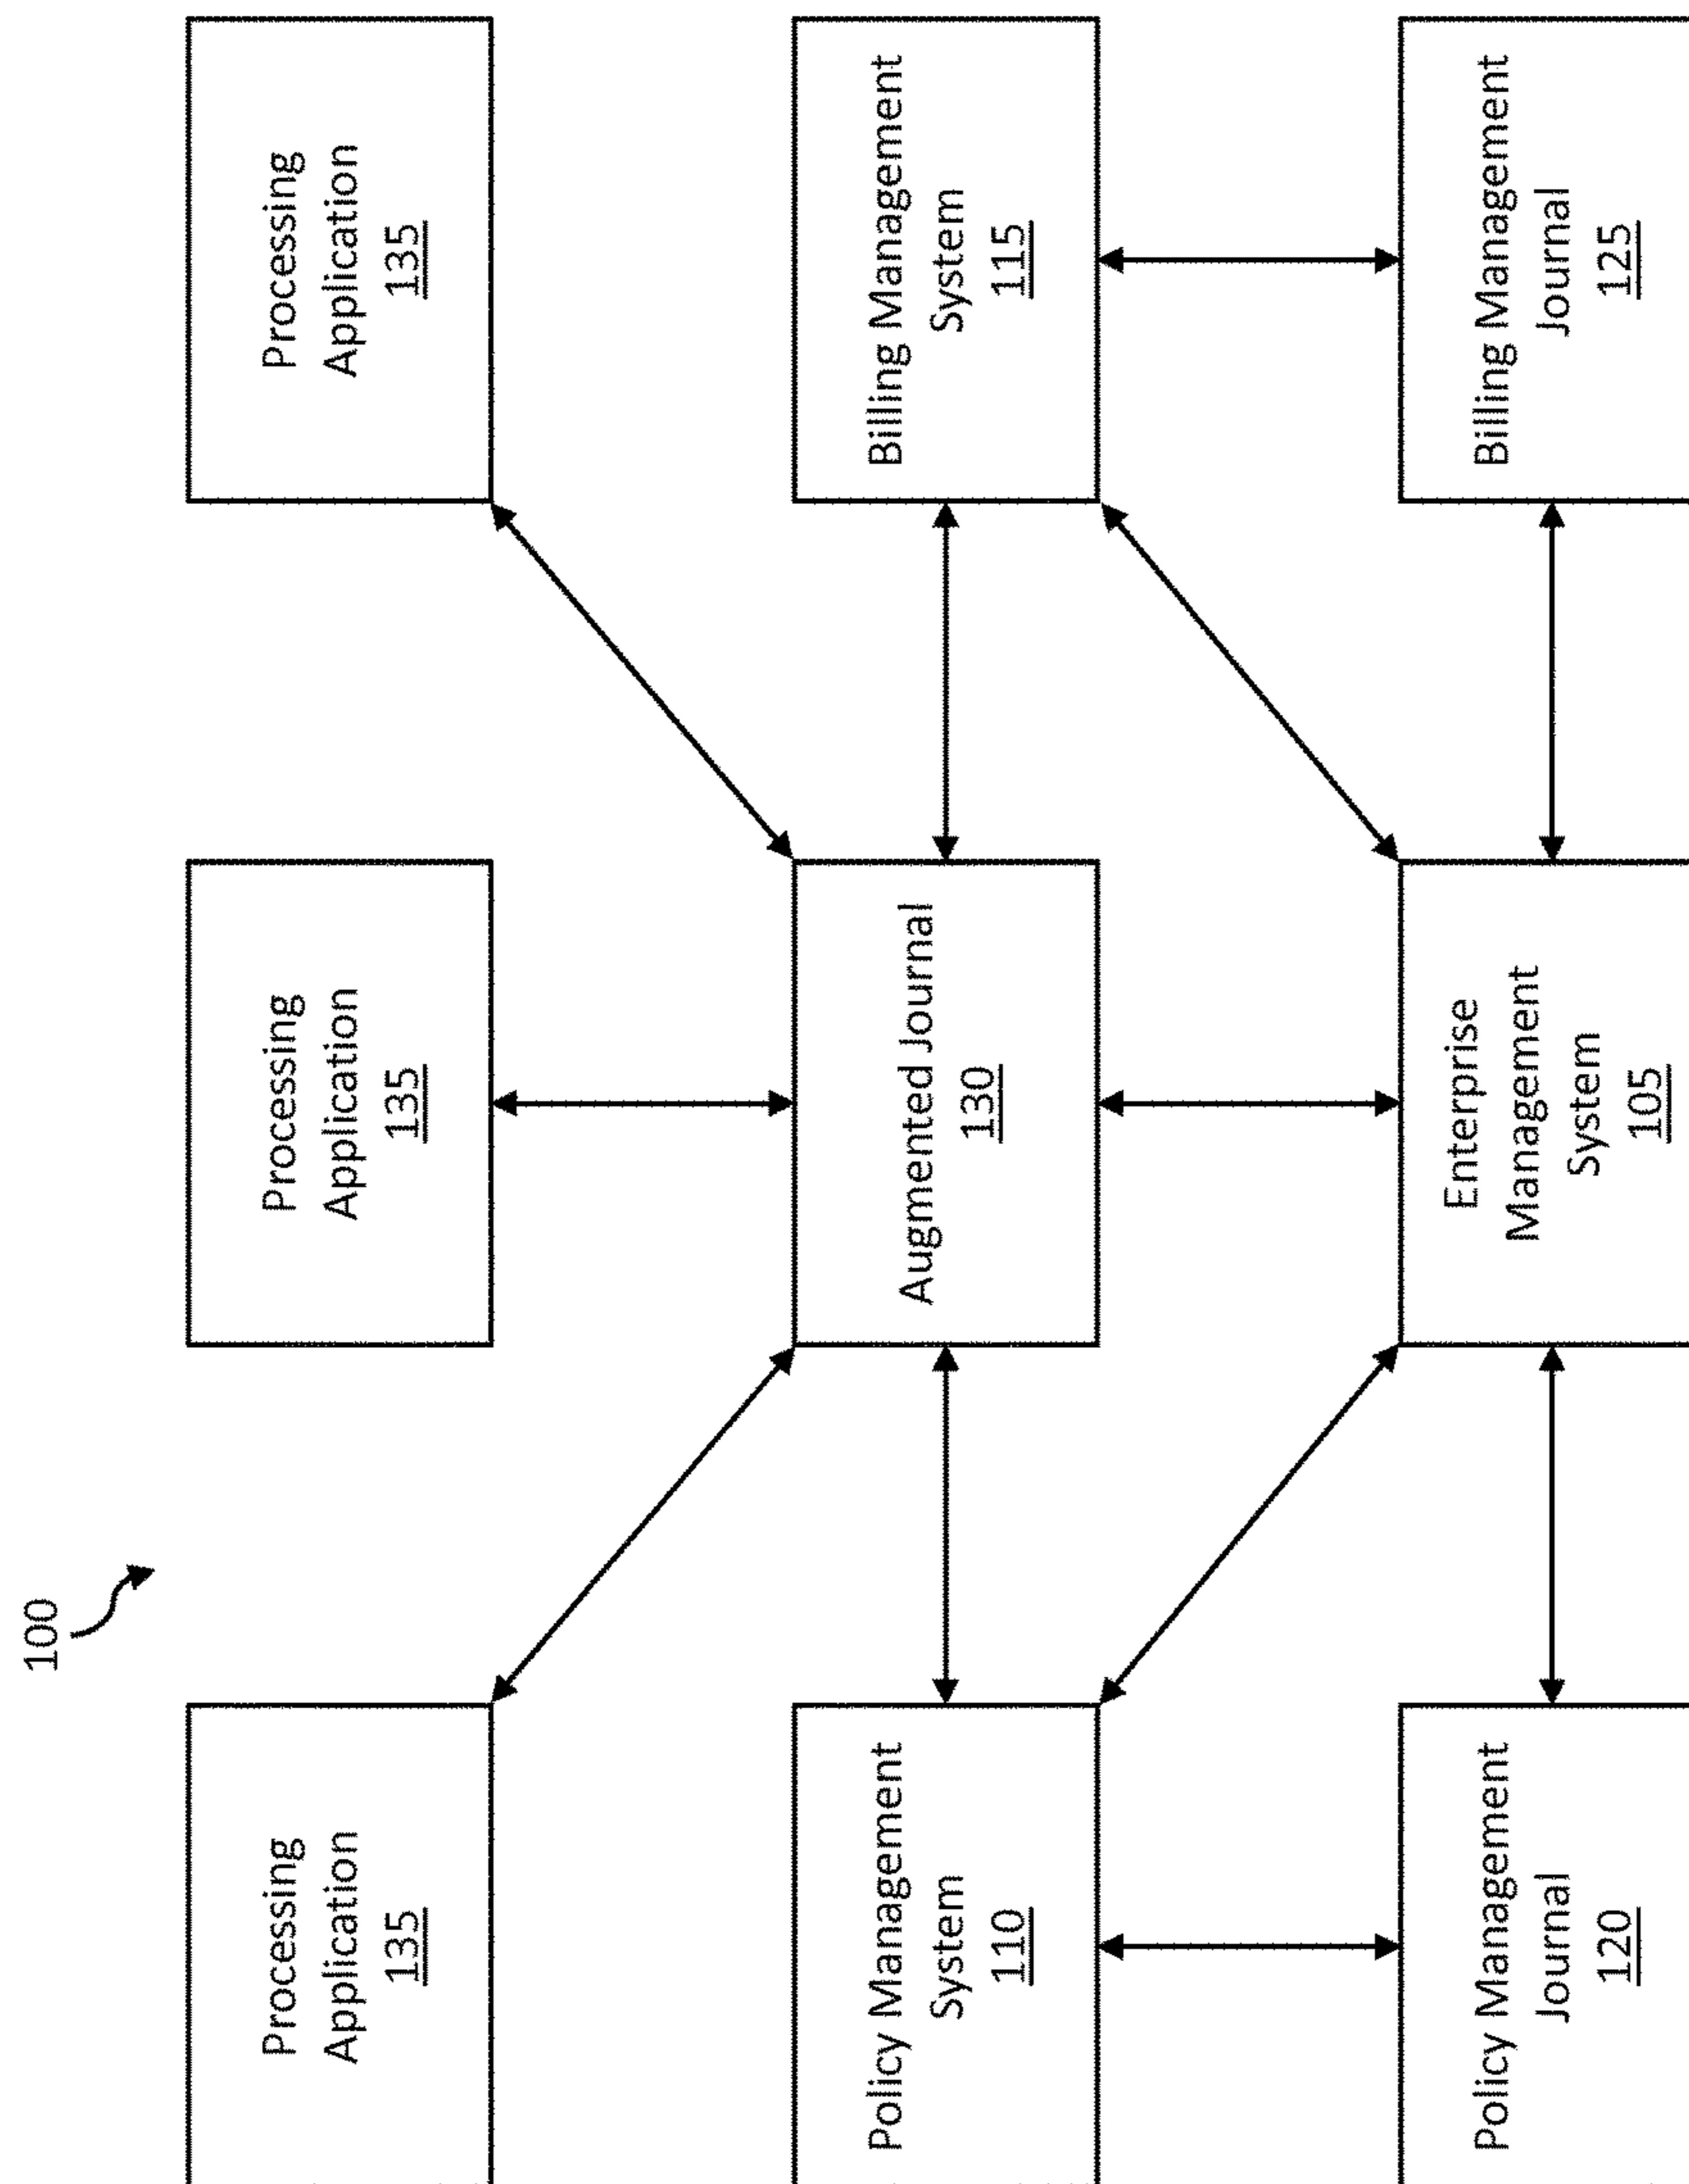 100
Processing
Application
135
Processing
Application
135
Processing
Application
135
Policy Management
System
110
Augmented Journal
130
Billing Management
System
115
Policy Management
Journal
120
Enterprise
Management
System
105
Billing Management
Journal
125